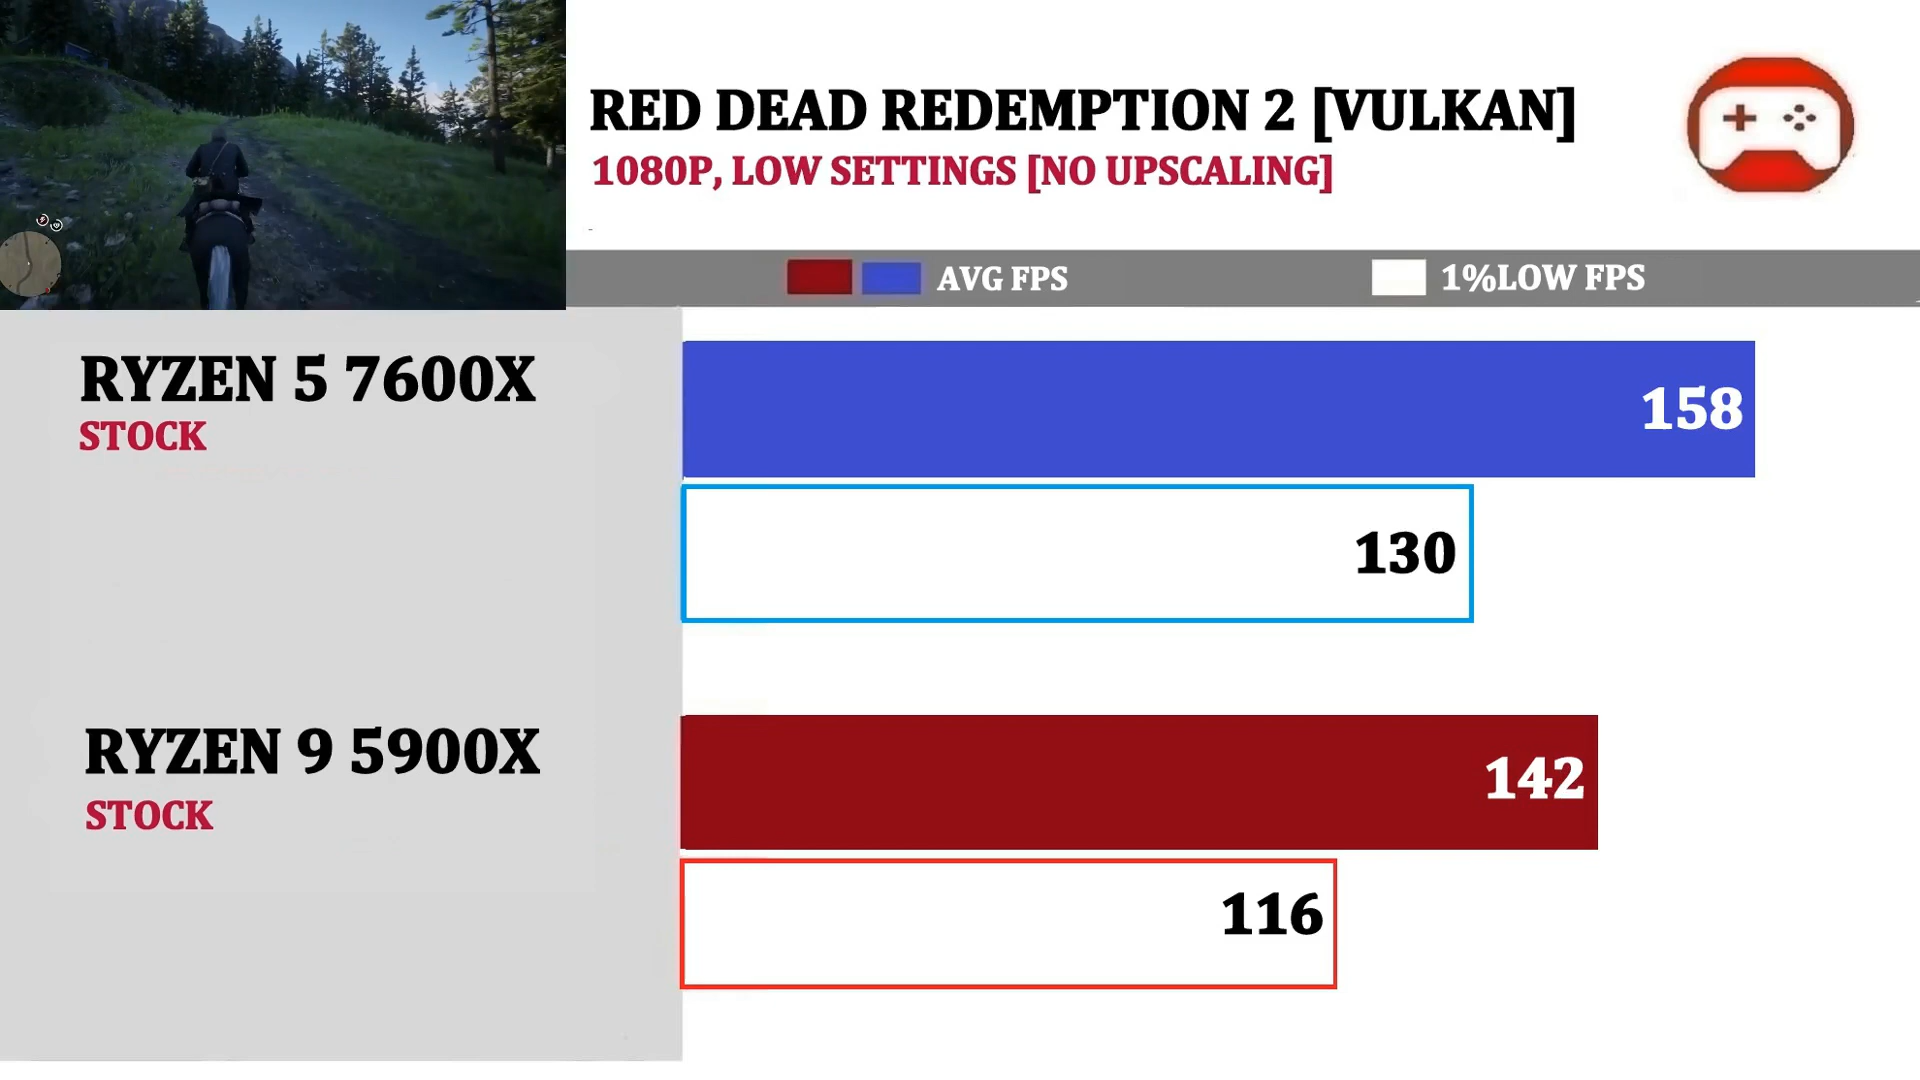 RED DEAD REDEMPTION 2 [VULKAN]
1080P, LOW SETTINGS [NO UPSCALING]
AVG FPS
1%LOW FPS
RYZEN 5 7600X
STOCK
158
130
RYZEN 9 5900X
STOCK
142
116